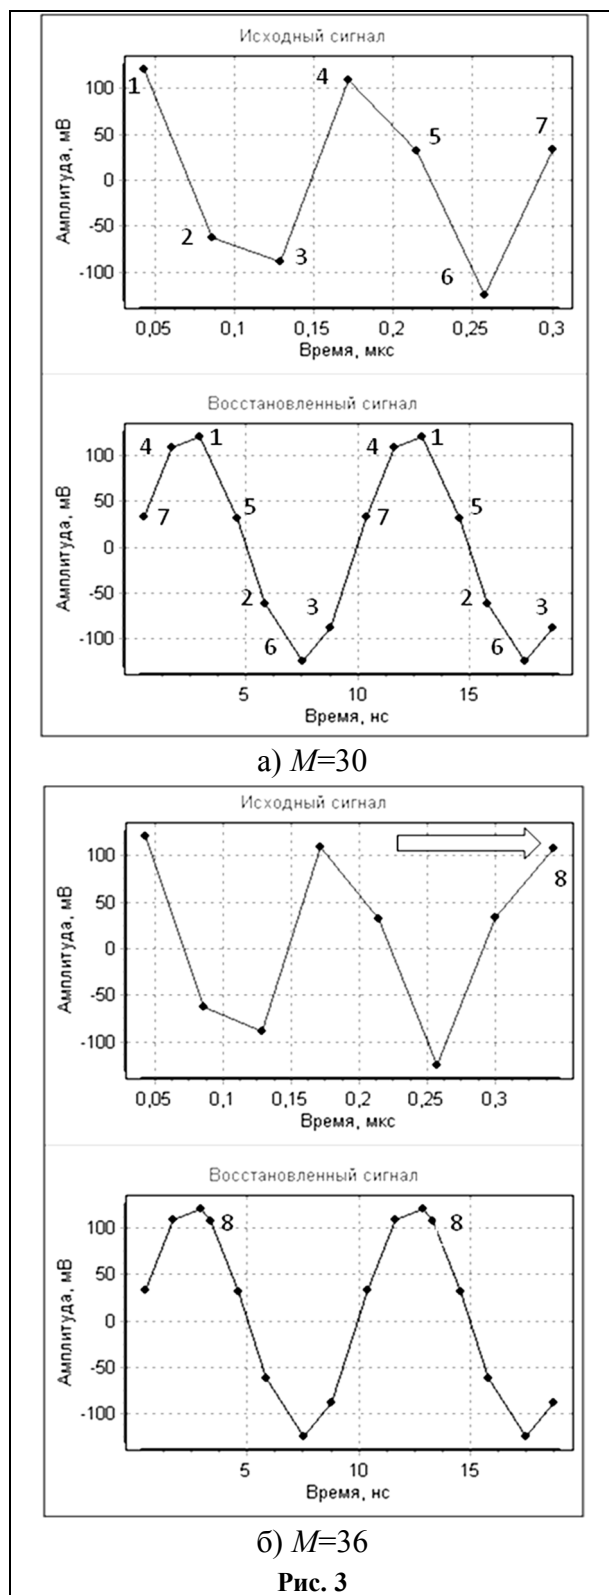 Исходный сигнал
Амплитуда, мВ
100
50
0
-50
-100
1
2
3
4
5
6
7
0,05 0,1 0,15 0,2 0,25 0,3
Время, мкс
Восстановленный сигнал
Амплитуда, мВ
100
50
0
-50
-100
4 1 4 1
7 5 7 5
2 3 2 3
6 6
5 10 15
Время, нс
а) M=30
Исходный сигнал
Амплитуда, мВ
100
50
0
-50
-100
8
0,05 0,1 0,15 0,2 0,25 0,3
Время, мкс
Восстановленный сигнал
Амплитуда, мВ
100
50
0
-50
-100
8 8
5 10 15
Время, нс
б) M=36
Рис. 3